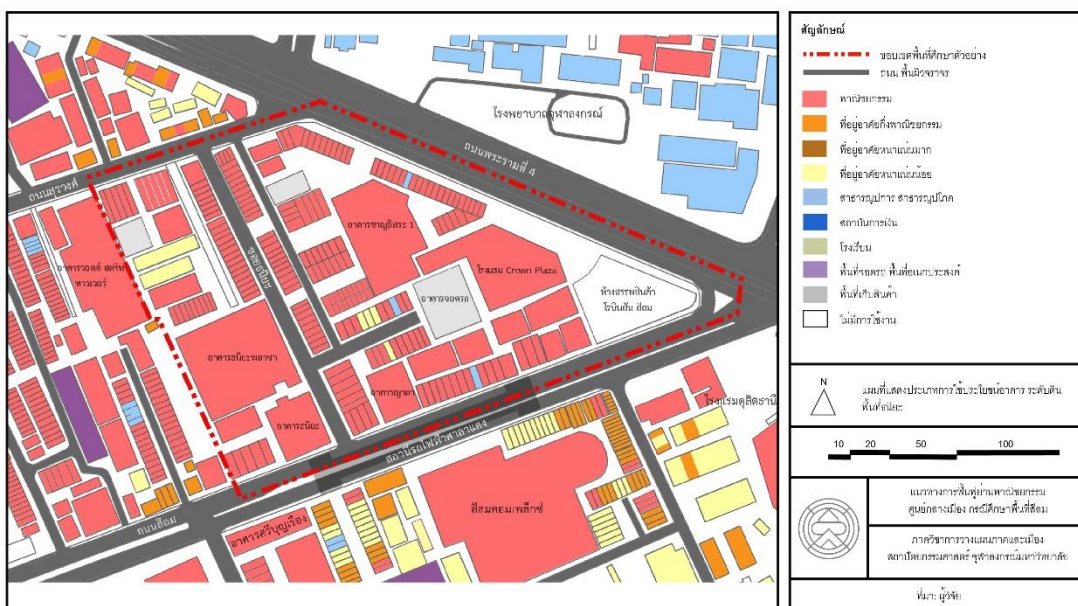 โรงพยาบาลจุฬาลงกรณ์
ถนนพระรามที่ 4
ถนนสุรวงศ์
อาคารชาญอิสระ 1
ซอยธนิยะ
โรงแรม Crown Plaza
อาคารวอลล์ สตรีท
ทาวเวอร์
อาคารจอดรถ
ห้างสรรพสินค้า
โรบินสัน สีลม
อาคารธนิยะพลาซ่า
อาคารญาดา
อาคารธนิยะ
โรงแรมดุสิตธานี
สถานีรถไฟฟ้าศาลาแดง
สีลมคอมเพล็กซ์
ถนนสีลม
อาคารศรีบุญเรือง
สัญลักษณ์
ขอบเขตพื้นที่ศึกษาตัวอย่าง
ถนน พื้นผิวจราจร
พาณิชยกรรม
ที่อยู่อาศัยกึ่งพาณิชยกรรม
ที่อยู่อาศัยหนาแน่นมาก
ที่อยู่อาศัยหนาแน่นน้อย
สาธารณูปการ สาธารณูปโภค
สถาบันการเงิน
โรงเรียน
พื้นที่จอดรถ พื้นที่อเนกประสงค์
พื้นที่เก็บสินค้า
ไม่มีการใช้งาน
N
แผนที่แสดงประเภทการใช้ประโยชน์อาคาร ระดับดิน
พื้นที่ธนิยะ
10 20 50 100
แนวทางการฟื้นฟูย่านพาณิชยกรรม
ศูนย์กลางเมือง กรณีศึกษาพื้นที่สีลม
ภาควิชาการวางแผนภาคและเมือง
สถาปัตยกรรมศาสตร์ จุฬาลงกรณ์มหาวิทยาลัย
ที่มา: ผู้วิจัย